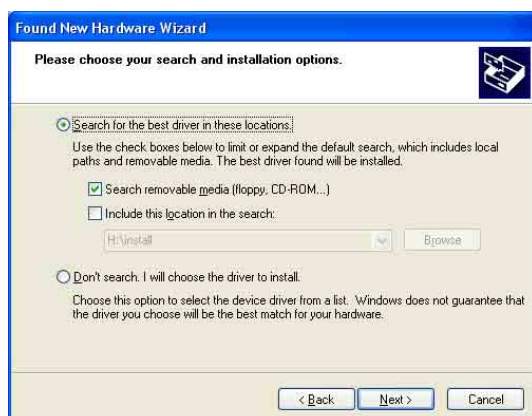 Found New Hardware Wizard
Please choose your search and installation options.
Search for the best driver in these locations.
Use the check boxes below to limit or expand the default search, which includes local
paths and removable media. The best driver found will be installed.
Search removable media (floppy, CD-ROM...)
Include this location in the search:
H:\install
Browse
Don't search. I will choose the driver to install.
Choose this option to select the device driver from a list. Windows does not guarantee that
the driver you choose will be the best match for your hardware.
< Back Next > Cancel